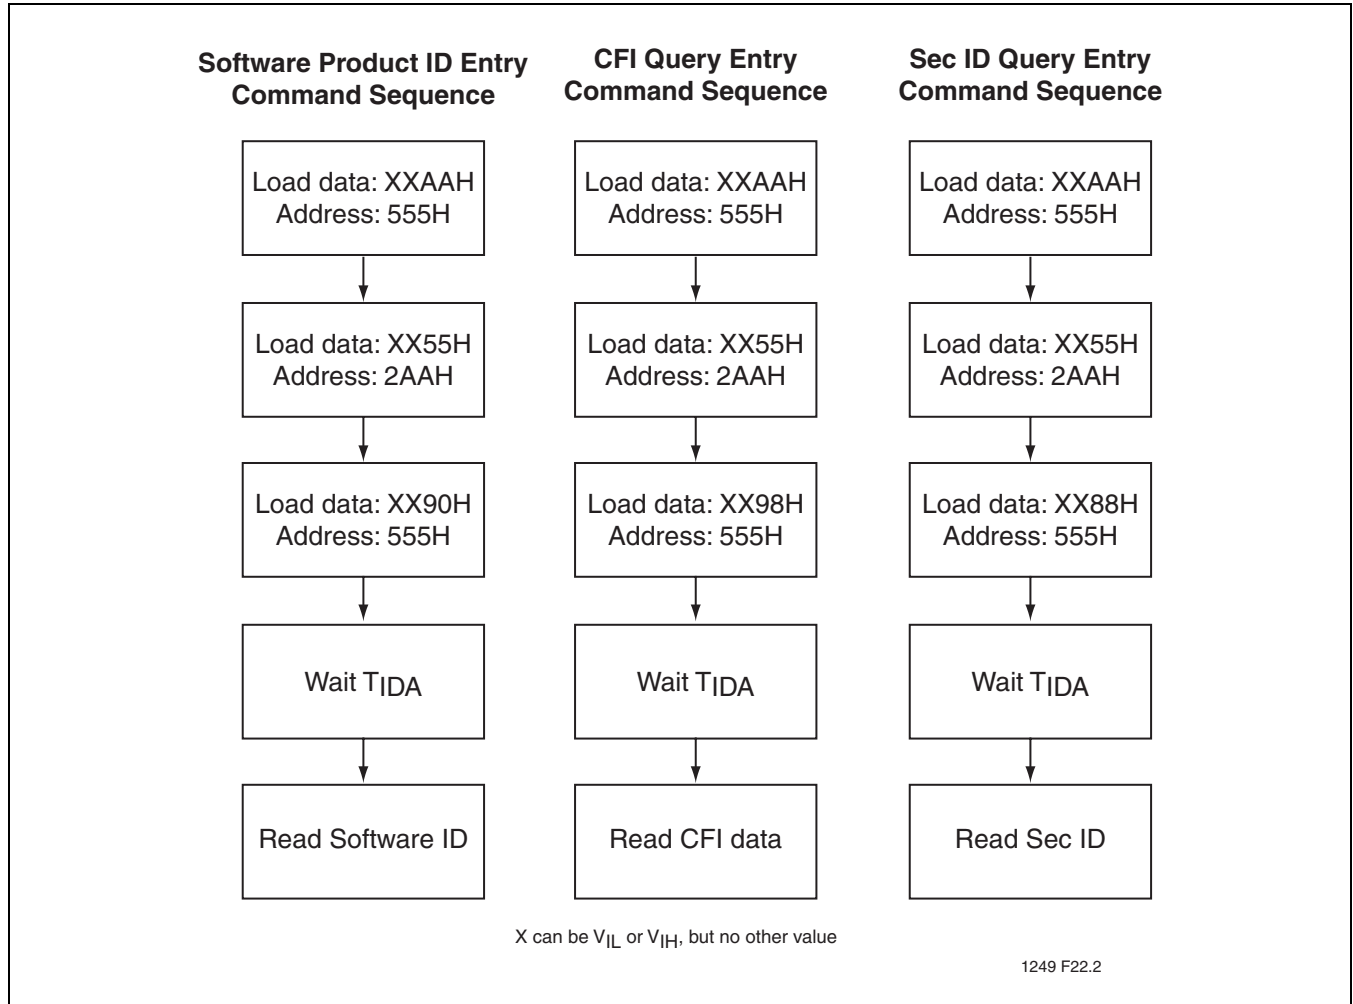 Software Product ID Entry
Command Sequence
Load data: XXAAH
Address: 555H
Load data: XX55H
Address: 2AAH
Load data: XX90H
Address: 555H
Wait TIDA
Read Software ID
CFI Query Entry
Command Sequence
Load data: XXAAH
Address: 555H
Load data: XX55H
Address: 2AAH
Load data: XX98H
Address: 555H
Wait TIDA
Read CFI data
Sec ID Query Entry
Command Sequence
Load data: XXAAH
Address: 555H
Load data: XX55H
Address: 2AAH
Load data: XX88H
Address: 555H
Wait TIDA
Read Sec ID
X can be VIL or VIH, but no other value
1249 F22.2